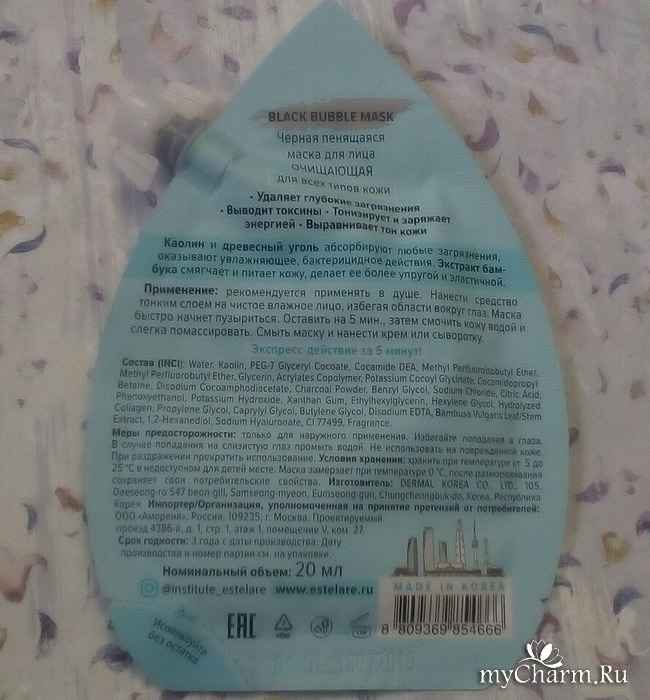 BLACK BUBBLE MASK
Черная пенящаяся
маска для лица
ОЧИЩАЮЩАЯ
для всех типов кожи
• Удаляет глубокие загрязнения
• Выводит токсины • Тонизирует и заряжает
энергией • Выравнивает тон кожи
Каолин и древесный уголь абсорбируют любые загрязнения,
оказывают увлажняющее, бактерицидное действия. Экстракт бам-
бука смягчает и питает кожу, делает ее более упругой и эластичной.
Применение: рекомендуется применять в душе. Нанести средство
тонким слоем на чистое влажное лицо, избегая области вокруг глаз. Маска
быстро начнет пузыриться. Оставить на 5 мин., затем смочить кожу водой и
слегка помассировать. Смыть маску и нанести крем или сыворотку.
Экспресс-действие за 5 минут!
Состав (INCI): Water, Kaolin, PEG-7 Glyceryl Cocoate, Cocamide DEA, Methyl Perfluoroisobutyl Ether,
Methyl Perfluorobutyl Ether, Glycerin, Acrylates Copolymer, Potassium Cocoyl Glycinate, Cocamidopropyl
Betaine, Disodium Cocoamphodiacetate, Charcoal Powder, Benzyl Glycol, Sodium Chloride, Citric Acid,
Phenoxyethanol, Potassium Hydroxide, Xanthan Gum, Ethylhexylglycerin, Hexylene Glycol, Hydrolyzed
Collagen, Propylene Glycol, Caprylyl Glycol, Butylene Glycol, Disodium EDTA, Bambusa Vulgaris Leaf/Stem
Extract, 1,2-Hexanediol, Sodium Hyaluronate, CI 77499, Fragrance.
Меры предосторожности: только для наружного применения. Избегайте попадания в глаза.
В случае попадания на слизистую глаз промыть водой. Не использовать на поврежденной коже.
При раздражении прекратить использование. Условия хранения: хранить при температуре от 5 до
25 °C в недоступном для детей месте. Маска замерзает при температуре 0 °C, после размораживания
сохраняет свои потребительские свойства. Изготовитель: DERMAL KOREA CO., LTD., 105,
Daeseong-ro 547 beon-gill, Samseong-myeon, Eumseong-gun, Chungcheongbuk-do, Korea, Республика
Корея. Импортер/Организация, уполномоченная на принятие претензий от потребителей:
ООО «Аморена», Россия, 109235, г. Москва, Проектируемый
проезд 4386-й, д. 1, стр. 1, этаж 1, помещение V, ком. 27.
Срок годности: 3 года с даты производства. Дату
производства и номер партии см. на упаковке.
Номинальный объем: 20 МЛ
@institute_estelare www.estelare.ru
MADE IN KOREA
8 809369 854666
EAC
Используйте
без остатка
myCharm.Ru